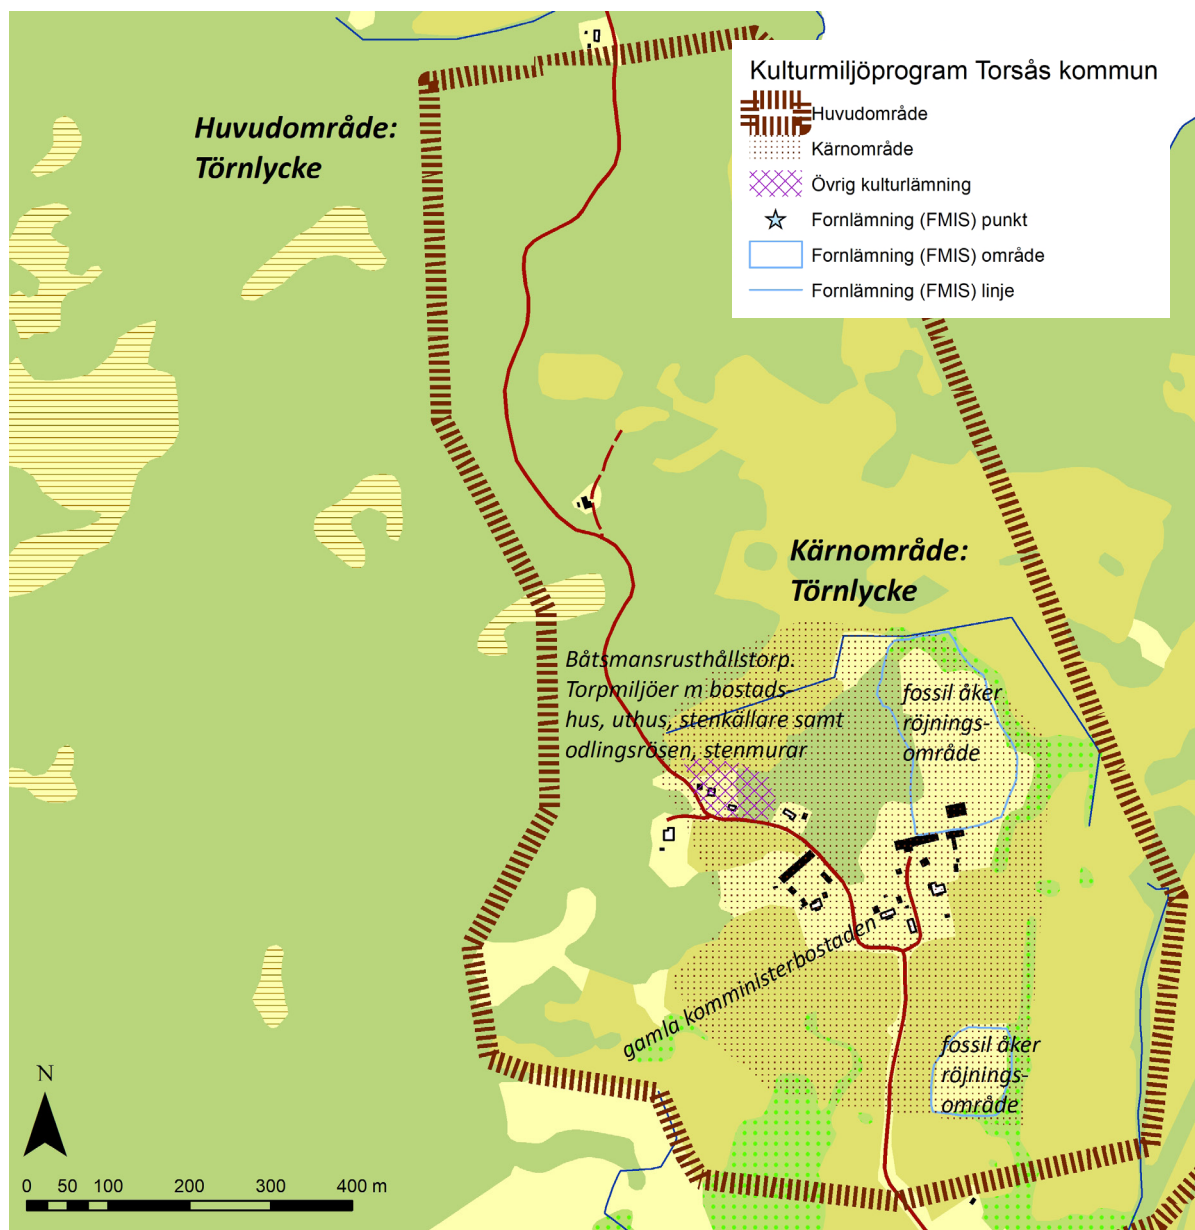 Kulturmiljöprogram Torsås kommun
Huvudområde
Kärnområde
Övrig kulturlämning
Fornlämning (FMIS) punkt
Fornlämning (FMIS) område
Fornlämning (FMIS) linje
Huvudområde:
Törnlycke
Kärnområde:
Törnlycke
Båtsmansrusthållstorp.
Torpmiljöer m bostads-
hus, uthus, stenkällare samt
odlingsrösen, stenmurar
fossil åker
röjnings-
område
gamla komministerbostaden
fossil åker
röjnings-
område
N
0 50 100 200 300 400 m